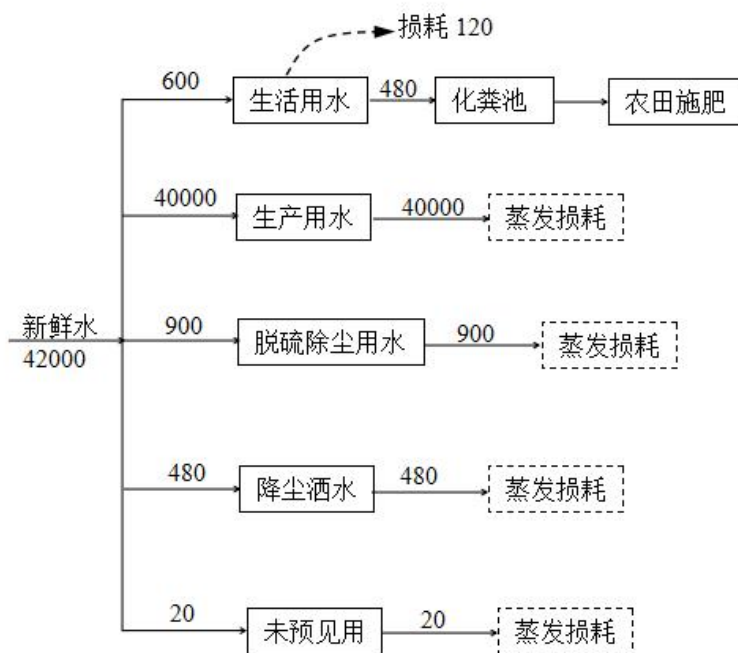 损耗 120
600
生活用水
480
化粪池
农田施肥
40000
生产用水
40000
蒸发损耗
新鲜水
42000
900
脱硫除尘用水
900
蒸发损耗
480
降尘洒水
480
蒸发损耗
20
未预见用
20
蒸发损耗